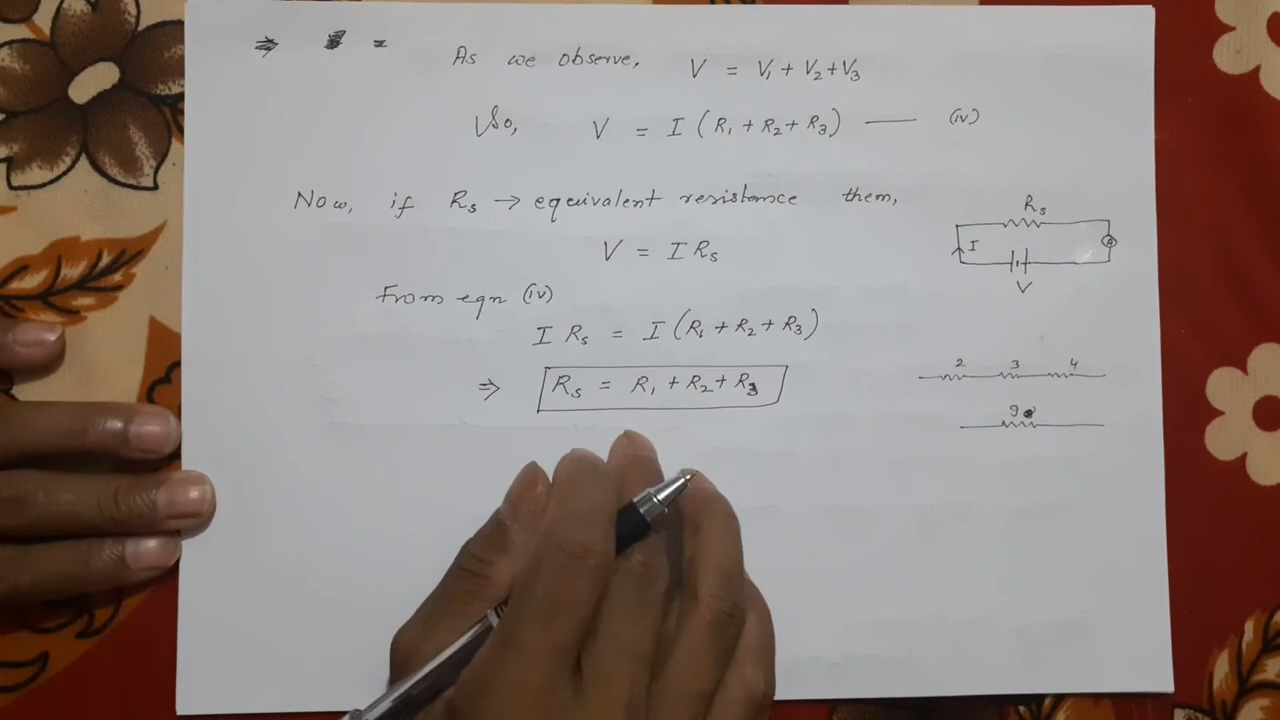 ⇒ =
As we observe, V = V₁ + V₂ + V₃
So, V = I (R₁ + R₂ + R₃) —— (iv)
Now, if Rₛ → equivalent resistance them,
V = I Rₛ
From eqn (iv)
I Rₛ = I (R₁ + R₂ + R₃)
⇒ Rₛ = R₁ + R₂ + R₃
Rₛ
I
A
V
2 3 4
9